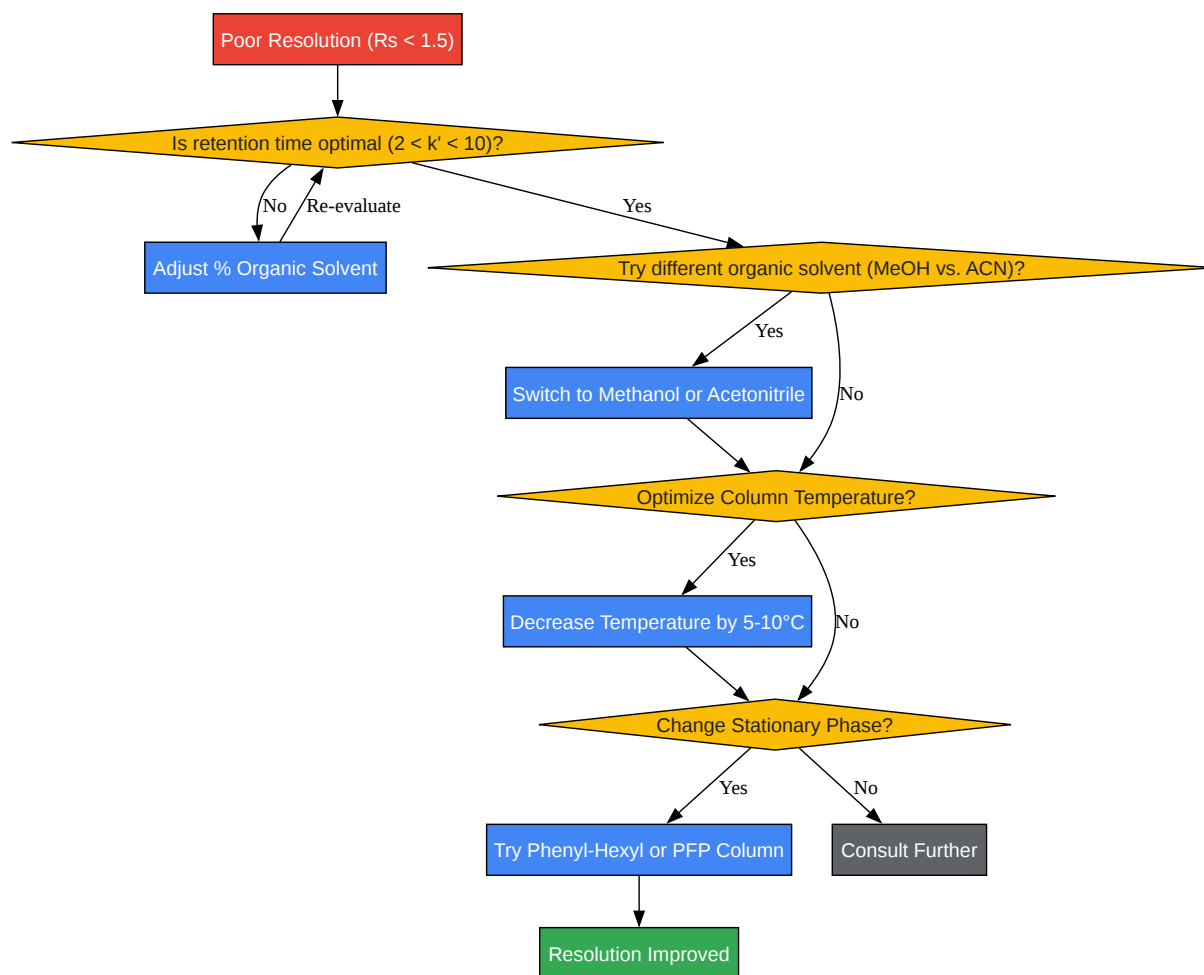 Poor Resolution (Rs < 1.5)
Is retention time optimal (2 < k' < 10)?
No
Re-evaluate
Yes
Adjust % Organic Solvent
Try different organic solvent (MeOH vs. ACN)?
Yes
Switch to Methanol or Acetonitrile
No
Optimize Column Temperature?
Yes
Decrease Temperature by 5-10°C
No
Change Stationary Phase?
Yes
No
Try Phenyl-Hexyl or PFP Column
Consult Further
Resolution Improved